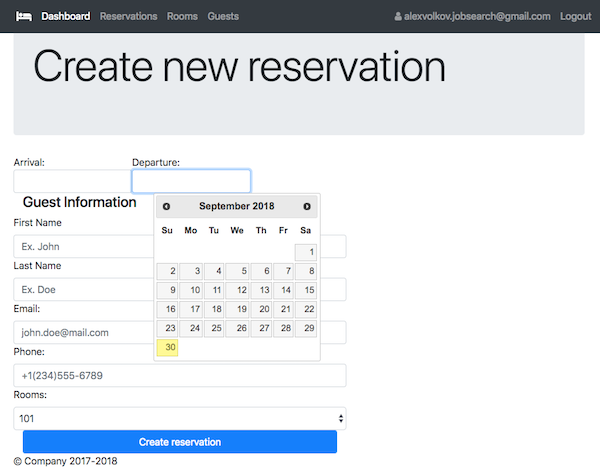 Dashboard Reservations Rooms Guests alexvolkov.jobsearch@gmail.com Logout
Create new reservation
Arrival: Departure:
Guest Information
September 2018
Su Mo Tu We Th Fr Sa
1
2 3 4 5 6 7 8
9 10 11 12 13 14 15
16 17 18 19 20 21 22
23 24 25 26 27 28 29
30
First Name
Ex. John
Last Name
Ex. Doe
Email:
john.doe@mail.com
Phone:
+1(234)555-6789
Rooms:
101
Create reservation
© Company 2017-2018